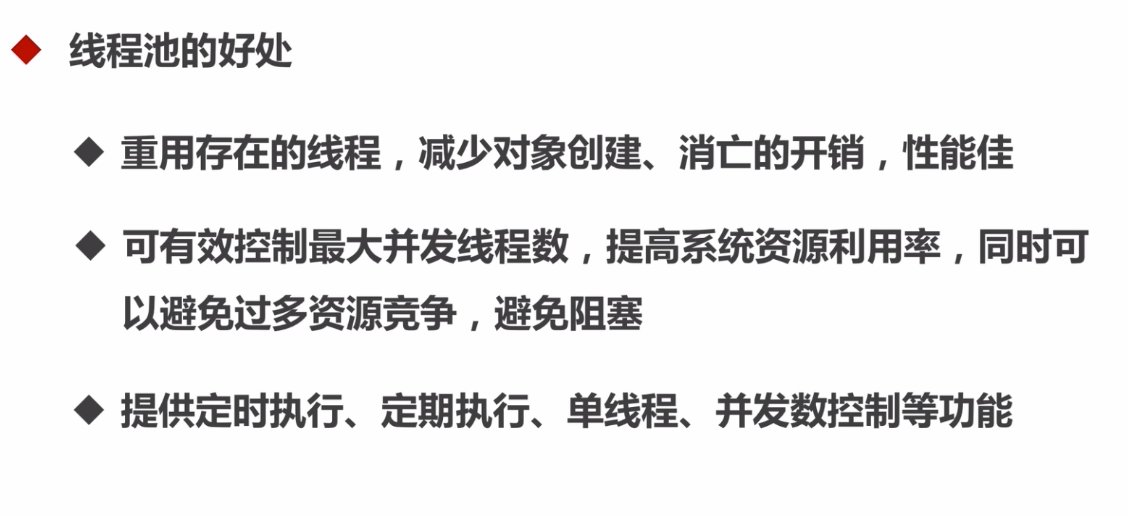 线程池的好处
重用存在的线程，减少对象创建、消亡的开销，性能佳
可有效控制最大并发线程数，提高系统资源利用率，同时可
以避免过多资源竞争，避免阻塞
提供定时执行、定期执行、单线程、并发数控制等功能